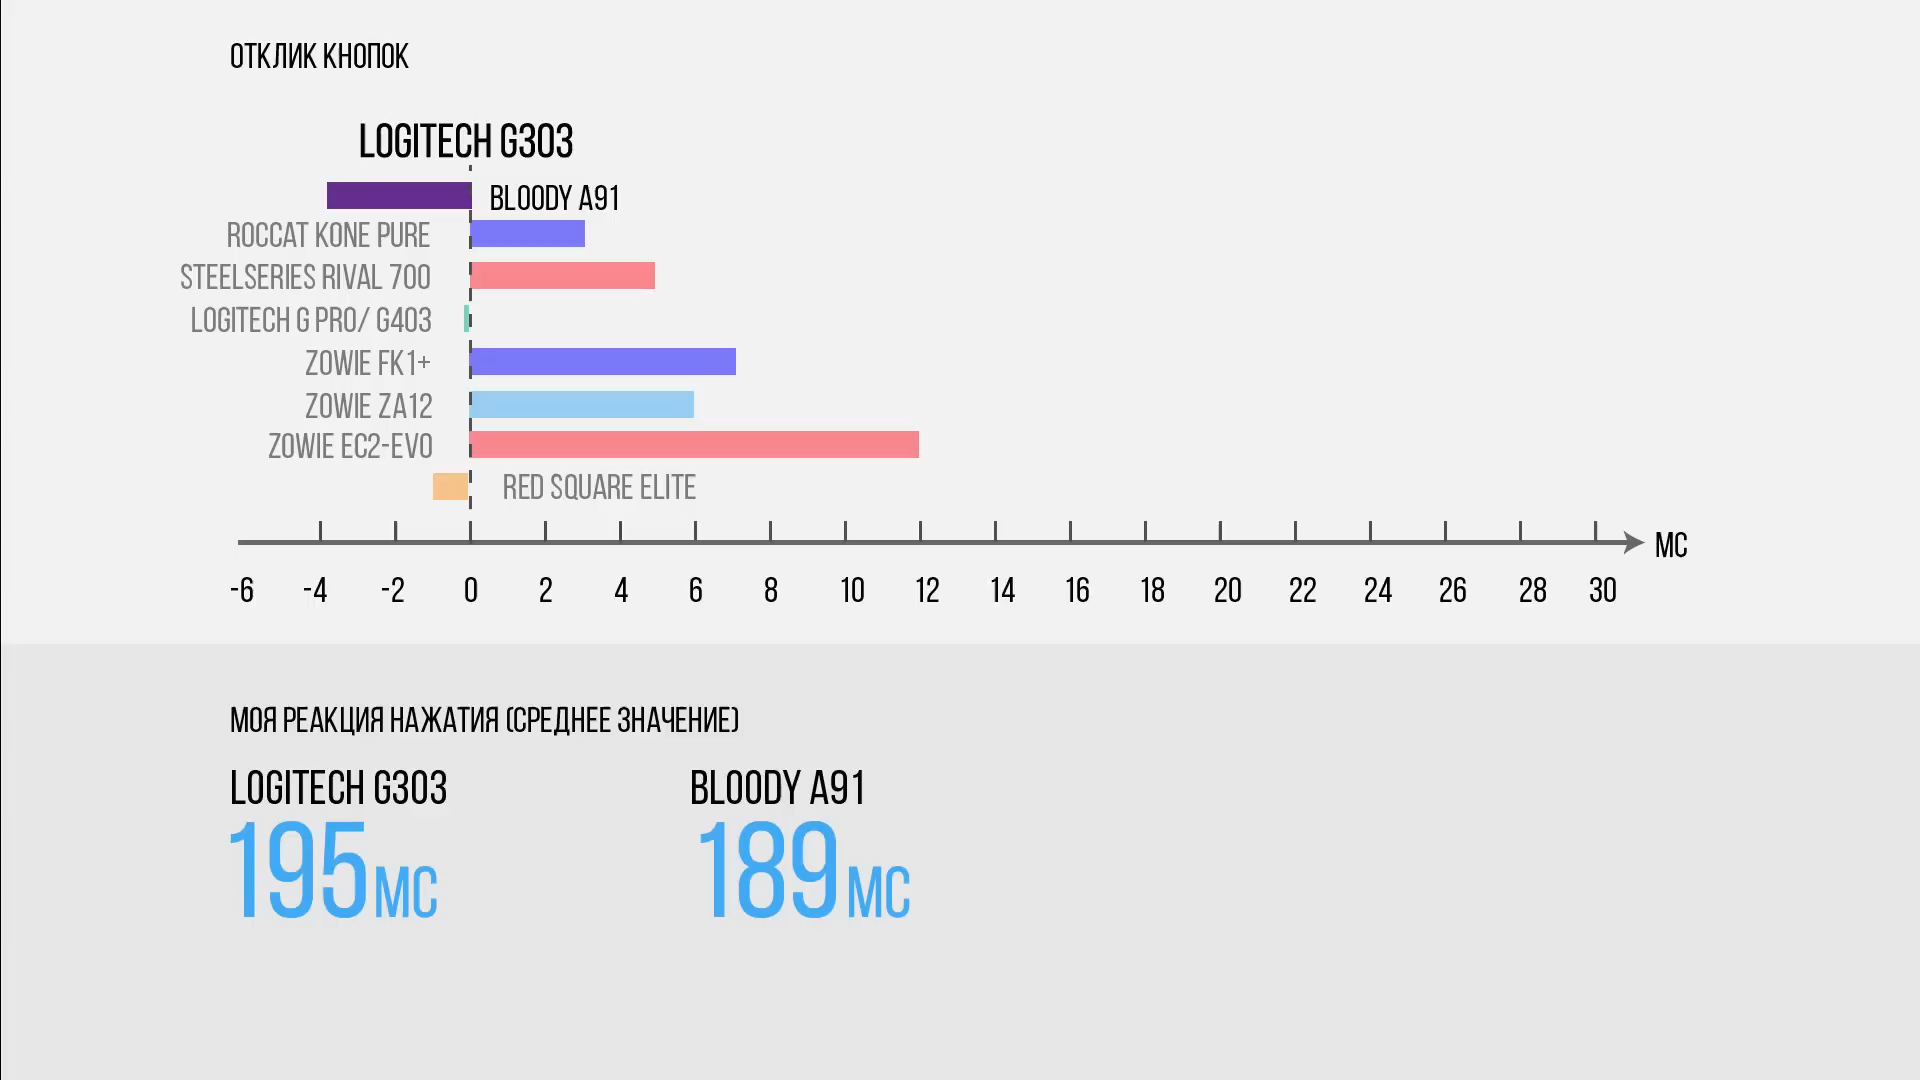 ОТКЛИК КНОПОК
LOGITECH G303
BLOODY A91
ROCCAT KONE PURE
STEELSERIES RIVAL 700
LOGITECH G PRO/ G403
ZOWIE FK1+
ZOWIE ZA12
ZOWIE EC2-EVO
RED SQUARE ELITE
МС
-6 -4 -2 0 2 4 6 8 10 12 14 16 18 20 22 24 26 28 30
МОЯ РЕАКЦИЯ НАЖАТИЯ (СРЕДНЕЕ ЗНАЧЕНИЕ)
LOGITECH G303 BLOODY A91
195МС 189МС